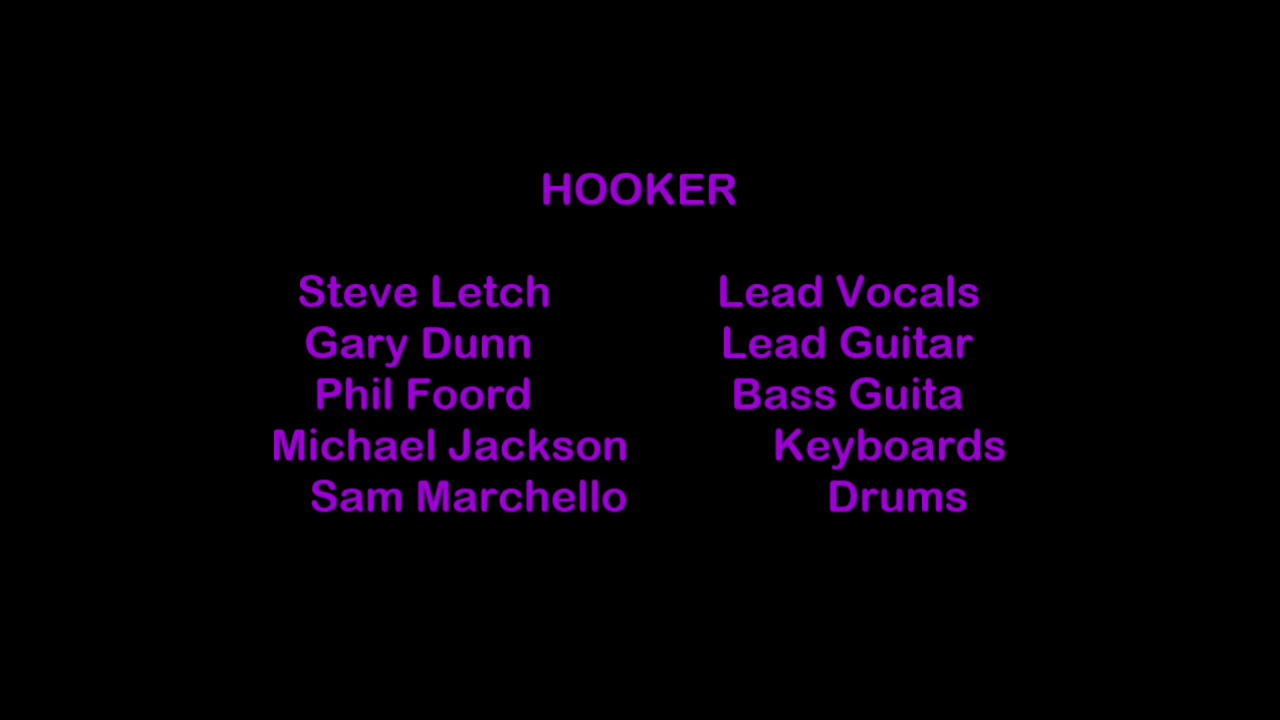 HOOKER
Steve Letch Lead Vocals
Gary Dunn Lead Guitar
Phil Foord Bass Guita
Michael Jackson Keyboards
Sam Marchello Drums